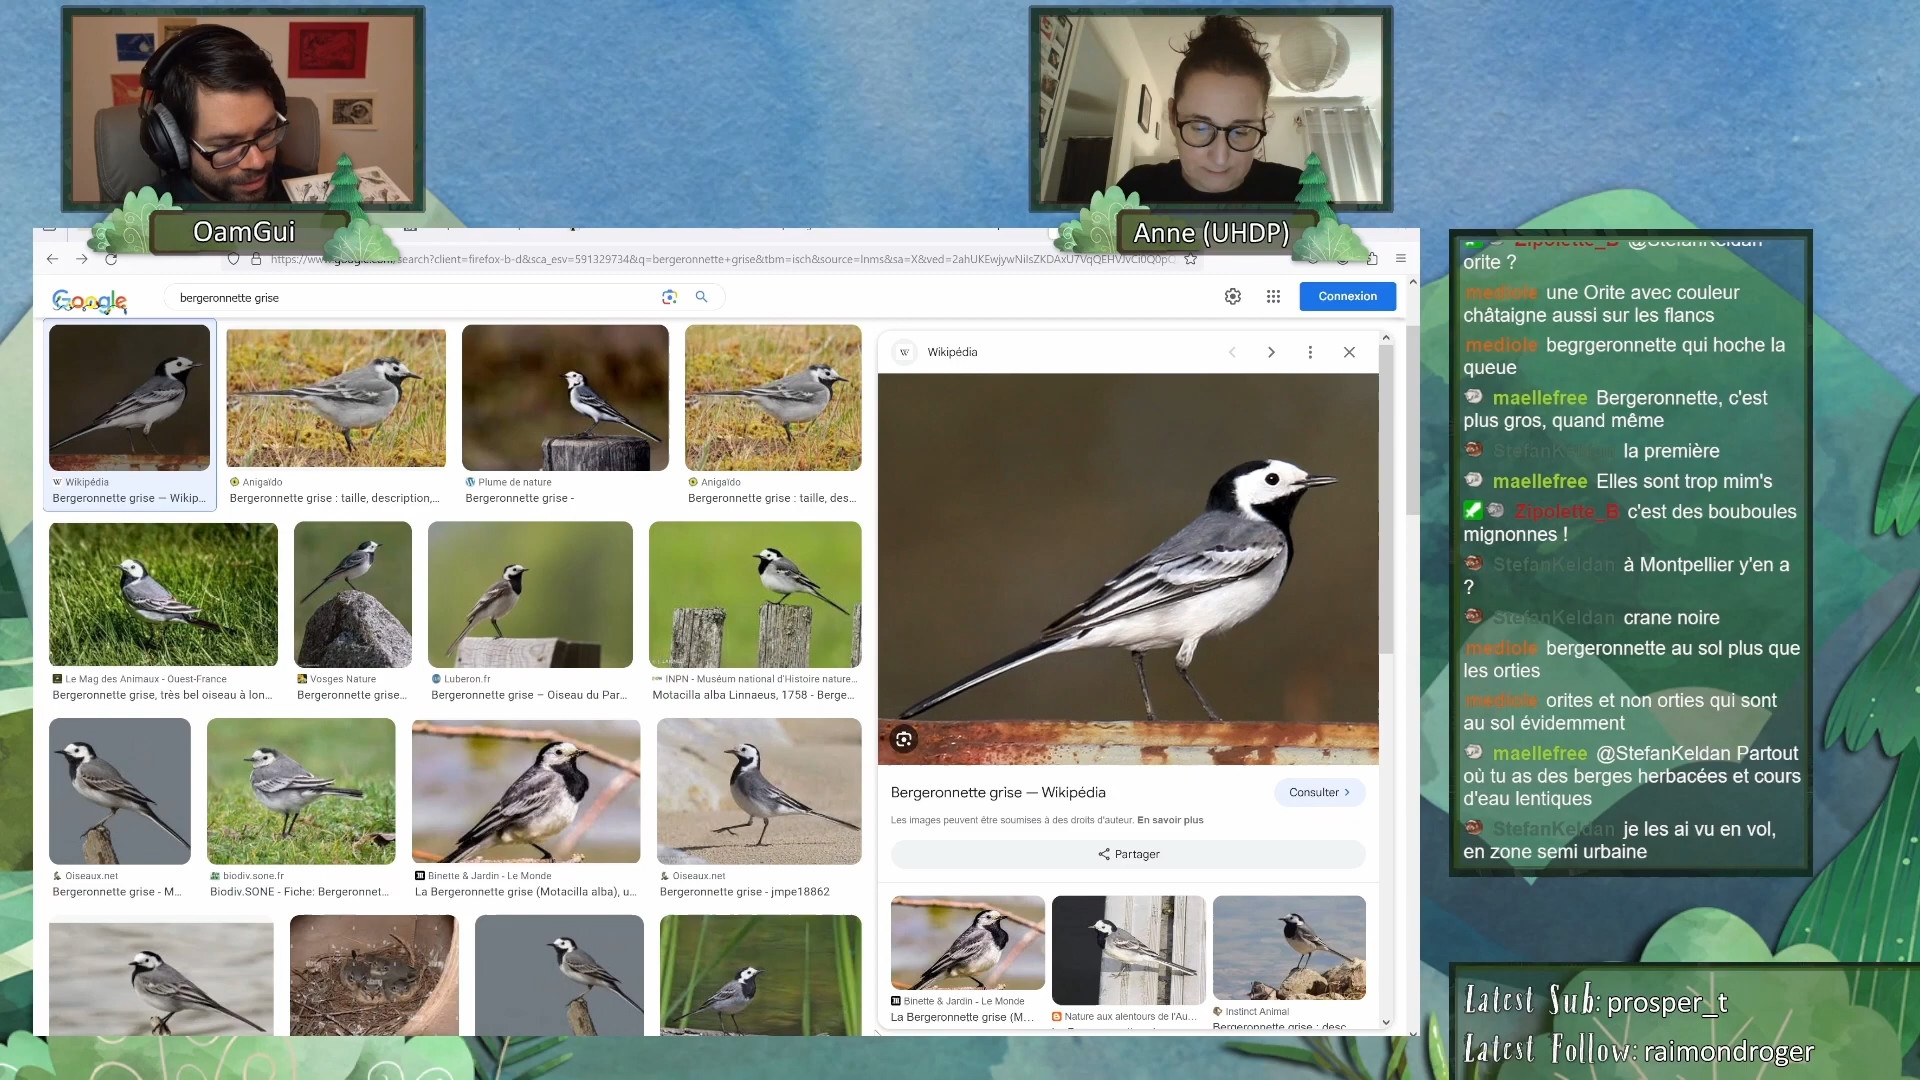 OamGui
Anne (UHDP)
Google
bergeronnette grise
Connexion
Wikipédia
Bergeronnette grise — Wikip...
Anigaïdo
Bergeronnette grise : taille, description,...
Plume de nature
Bergeronnette grise -
Anigaïdo
Bergeronnette grise : taille, des...
Le Mag des Animaux - Ouest-France
Bergeronnette grise, très bel oiseau à lon...
Vosges Nature
Bergeronnette grise...
Luberon.fr
Bergeronnette grise – Oiseau du Par...
INPN - Muséum national d'Histoire nature...
Motacilla alba Linnaeus, 1758 - Berge...
Oiseaux.net
Bergeronnette grise - M...
biodiv.sone.fr
Biodiv.SONE - Fiche: Bergeronnet...
Binette & Jardin - Le Monde
La Bergeronnette grise (Motacilla alba), u...
Oiseaux.net
Bergeronnette grise - jmpe18862
Wikipédia
Bergeronnette grise — Wikipédia
Consulter
Les images peuvent être soumises à des droits d'auteur. En savoir plus
Partager
Binette & Jardin - Le Monde
La Bergeronnette grise (M...
Nature aux alentours de l'Au...
Instinct Animal
Bergeronnette grise : desc...
Zipolette_B @StefanKeldan
orite ?
mediole une Orite avec couleur
châtaigne aussi sur les flancs
mediole begrgeronnette qui hoche la
queue
maellefree Bergeronnette, c'est
plus gros, quand même
StefanKeldan la première
maellefree Elles sont trop mim's
Zipolette_B c'est des bouboules
mignonnes !
StefanKeldan à Montpellier y'en a
?
StefanKeldan crane noire
mediole bergeronnette au sol plus que
les orties
mediole orites et non orties qui sont
au sol évidemment
maellefree @StefanKeldan Partout
où tu as des berges herbacées et cours
d'eau lentiques
StefanKeldan je les ai vu en vol,
en zone semi urbaine
Latest Sub: prosper_t
Latest Follow: raimondroger